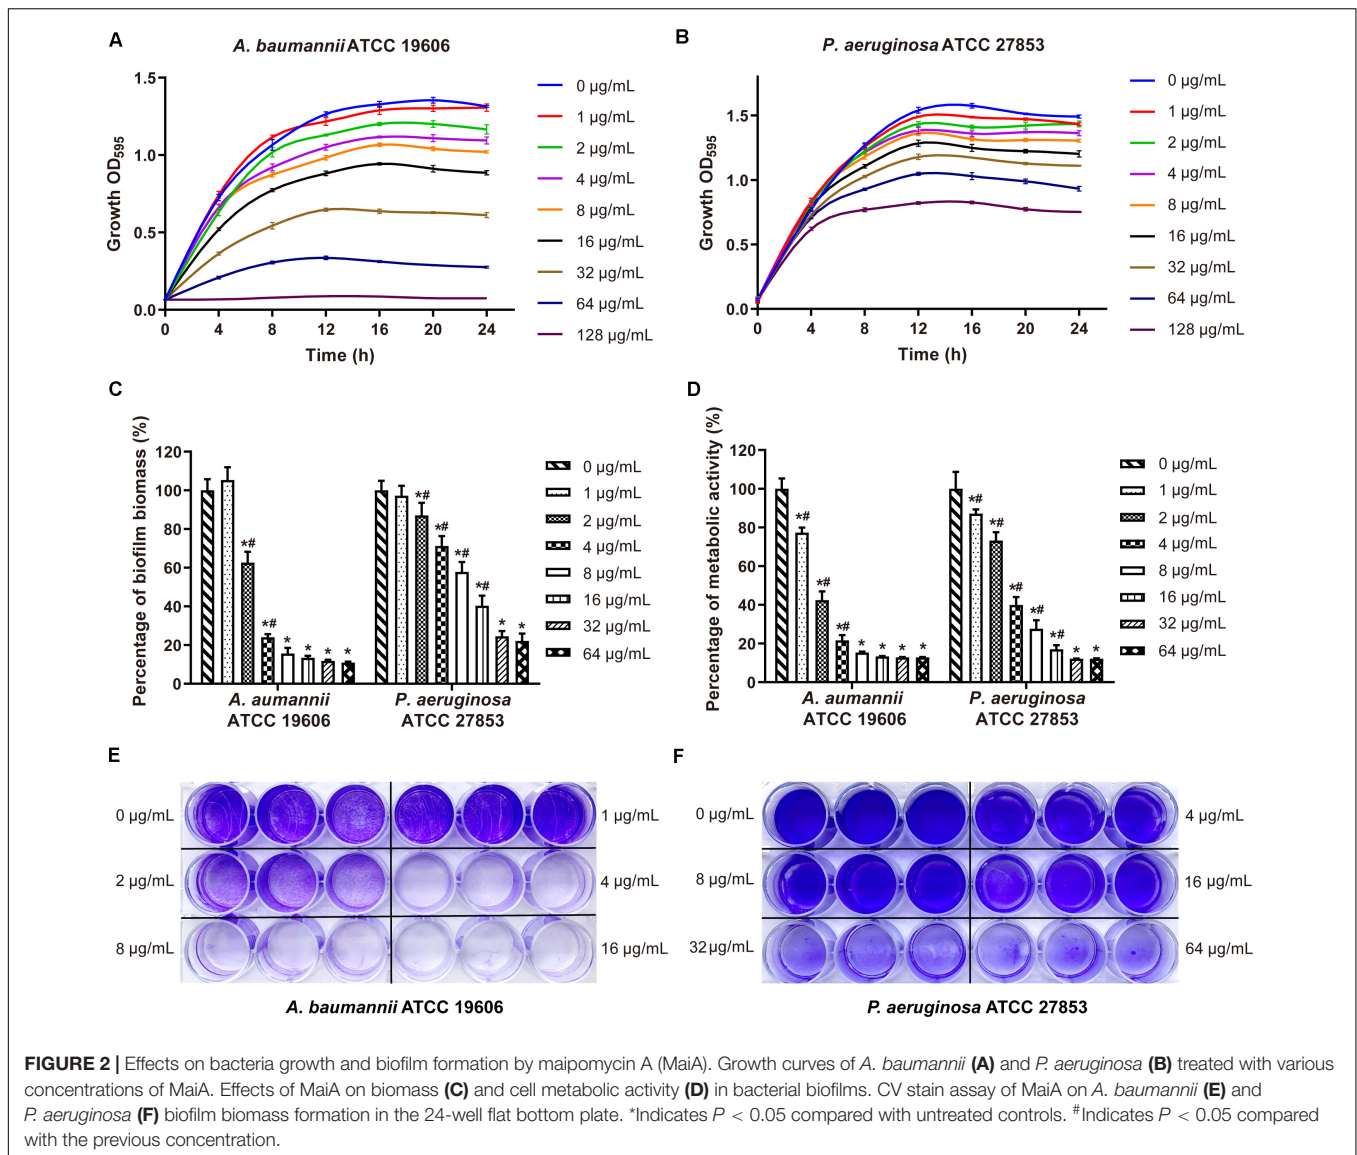 A
A. baumannii ATCC 19606
Growth OD595
1.5
1.0
0.5
0.0
0 4 8 12 16 20 24
Time (h)
0 µg/mL
1 µg/mL
2 µg/mL
4 µg/mL
8 µg/mL
16 µg/mL
32 µg/mL
64 µg/mL
128 µg/mL
B
P. aeruginosa ATCC 27853
Growth OD595
1.5
1.0
0.5
0.0
0 4 8 12 16 20 24
Time (h)
0 µg/mL
1 µg/mL
2 µg/mL
4 µg/mL
8 µg/mL
16 µg/mL
32 µg/mL
64 µg/mL
128 µg/mL
C
Percentage of biofilm biomass (%)
120
100
80
60
40
20
0
*# *# * * * *
*# *# *# *# * *
A. aumannii
ATCC 19606
P. aeruginosa
ATCC 27853
0 µg/mL
1 µg/mL
2 µg/mL
4 µg/mL
8 µg/mL
16 µg/mL
32 µg/mL
64 µg/mL
D
Percentage of metabolic activity (%)
120
100
80
60
40
20
0
*# *# *# * * * *
*# *# *# *# *# * *
A. aumannii
ATCC 19606
P. aeruginosa
ATCC 27853
0 µg/mL
1 µg/mL
2 µg/mL
4 µg/mL
8 µg/mL
16 µg/mL
32 µg/mL
64 µg/mL
E
0 µg/mL
1 µg/mL
2 µg/mL
4 µg/mL
8 µg/mL
16 µg/mL
A. baumannii ATCC 19606
F
0 µg/mL
4 µg/mL
8 µg/mL
16 µg/mL
32 µg/mL
64 µg/mL
P. aeruginosa ATCC 27853
FIGURE 2 | Effects on bacteria growth and biofilm formation by maipomycin A (MaiA). Growth curves of A. baumannii (A) and P. aeruginosa (B) treated with various
concentrations of MaiA. Effects of MaiA on biomass (C) and cell metabolic activity (D) in bacterial biofilms. CV stain assay of MaiA on A. baumannii (E) and
P. aeruginosa (F) biofilm biomass formation in the 24-well flat bottom plate. *Indicates P < 0.05 compared with untreated controls. #Indicates P < 0.05 compared
with the previous concentration.